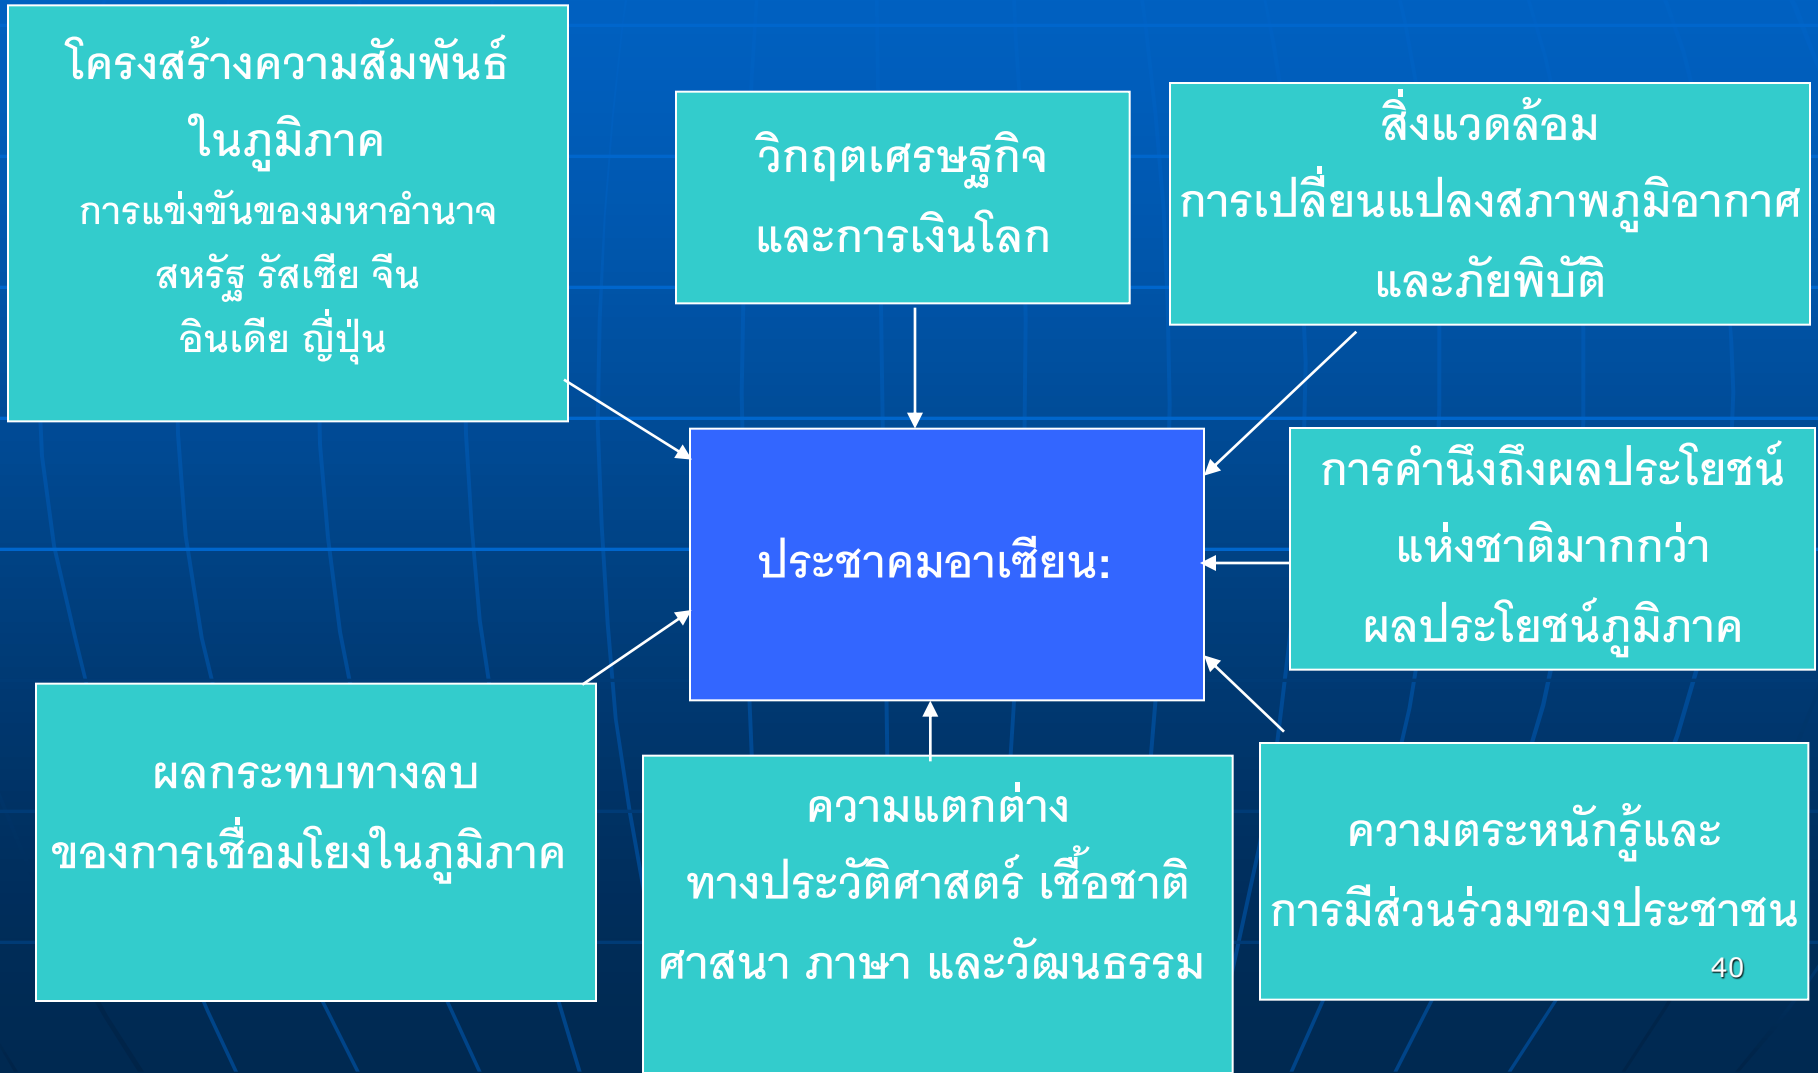 โครงสร้างความสัมพันธ์
ในภูมิภาค
การแข่งขันของมหาอำนาจ
สหรัฐ รัสเซีย จีน
อินเดีย ญี่ปุ่น
วิกฤตเศรษฐกิจ
และการเงินโลก
สิ่งแวดล้อม
การเปลี่ยนแปลงสภาพภูมิอากาศ
และภัยพิบัติ
ประชาคมอาเซียน:
การคำนึงถึงผลประโยชน์
แห่งชาติมากกว่า
ผลประโยชน์ภูมิภาค
ผลกระทบทางลบ
ของการเชื่อมโยงในภูมิภาค
ความแตกต่าง
ทางประวัติศาสตร์ เชื้อชาติ
ศาสนา ภาษา และวัฒนธรรม
ความตระหนักรู้และ
การมีส่วนร่วมของประชาชน
40